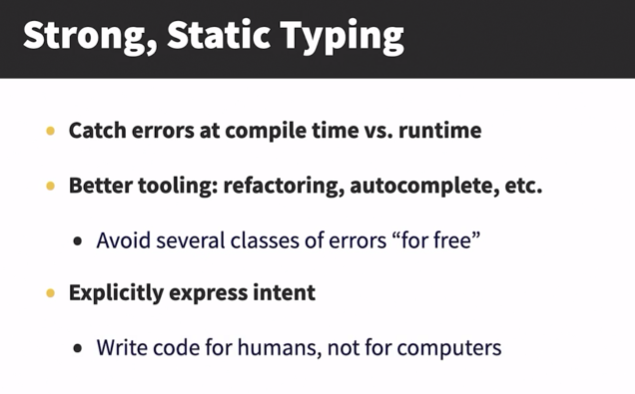 Strong, Static Typing
Catch errors at compile time vs. runtime
Better tooling: refactoring, autocomplete, etc.
Avoid several classes of errors “for free”
Explicitly express intent
Write code for humans, not for computers